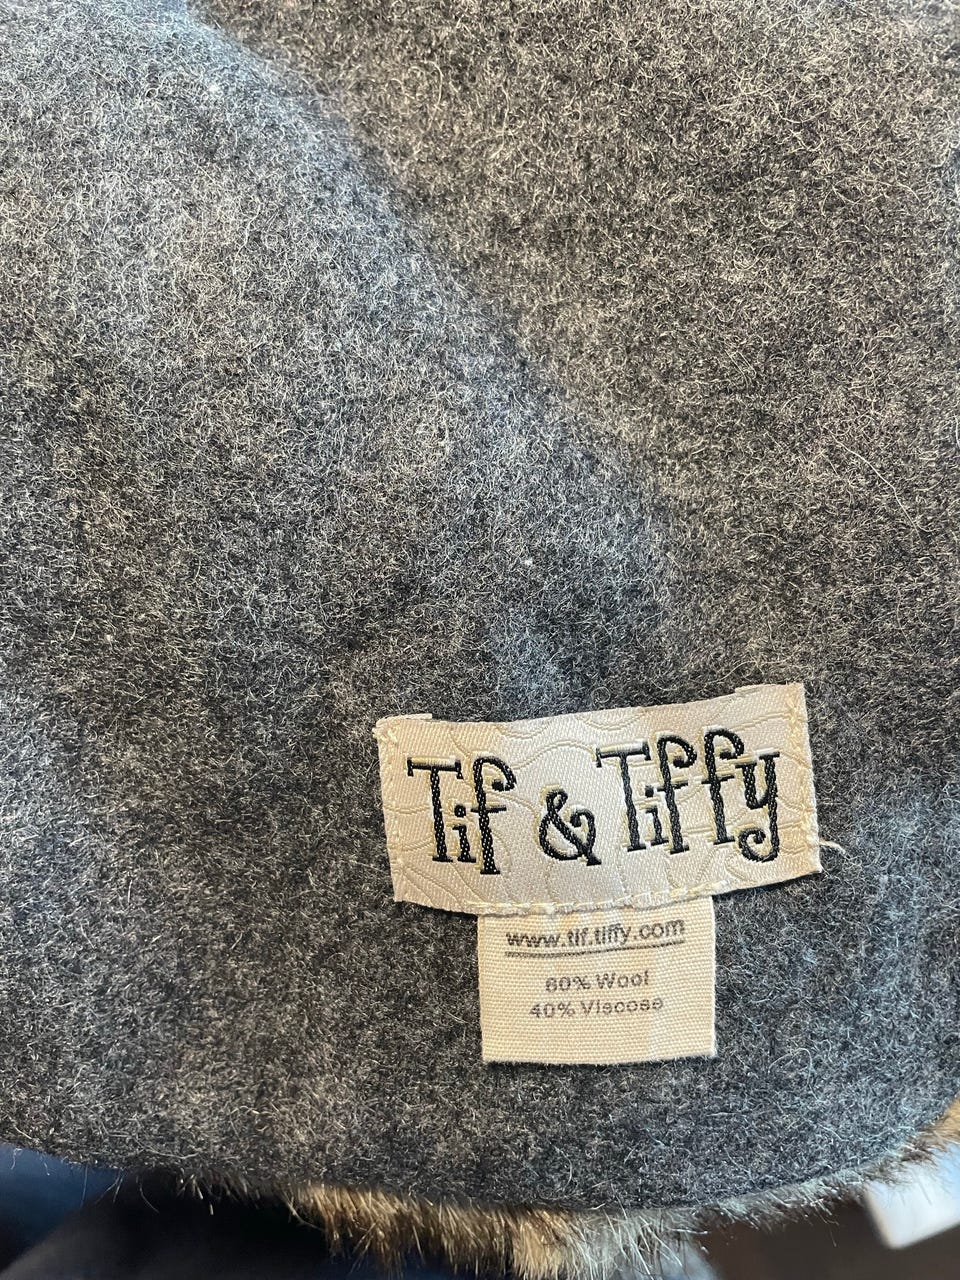 Tif & Tiffy
www.tif.tiffy.com
60% Wool
40% Viscose